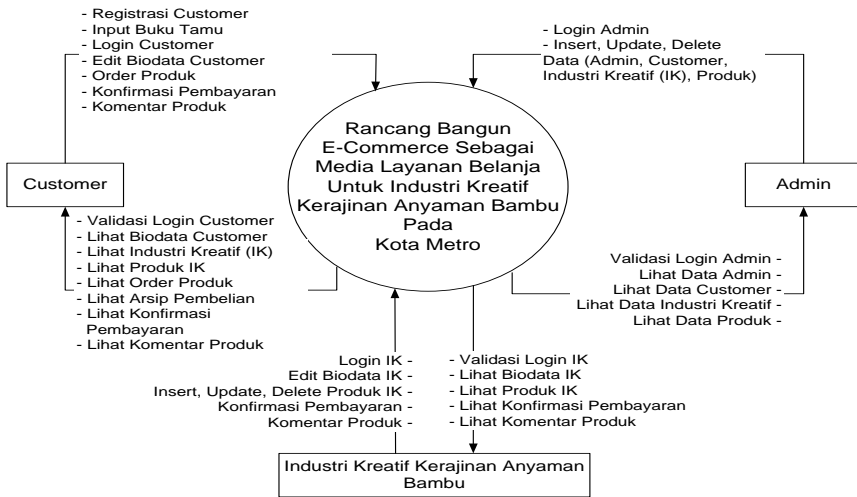 - Registrasi Customer
- Input Buku Tamu
- Login Customer
- Edit Biodata Customer
- Order Produk
- Konfirmasi Pembayaran
- Komentar Produk
- Login Admin
- Insert, Update, Delete
Data (Admin, Customer,
Industri Kreatif (IK), Produk)
Rancang Bangun
E-Commerce Sebagai
Media Layanan Belanja
Untuk Industri Kreatif
Kerajinan Anyaman Bambu
Pada
Kota Metro
Customer
Admin
- Validasi Login Customer
- Lihat Biodata Customer
- Lihat Industri Kreatif (IK)
- Lihat Produk IK
- Lihat Order Produk
- Lihat Arsip Pembelian
- Lihat Konfirmasi
Pembayaran
- Lihat Komentar Produk
Validasi Login Admin -
Lihat Data Admin -
Lihat Data Customer -
Lihat Data Industri Kreatif -
Lihat Data Produk -
Login IK -
Edit Biodata IK -
Insert, Update, Delete Produk IK -
Konfirmasi Pembayaran -
Komentar Produk -
- Validasi Login IK
- Lihat Biodata IK
- Lihat Produk IK
- Lihat Konfirmasi Pembayaran
- Lihat Komentar Produk
Industri Kreatif Kerajinan Anyaman
Bambu